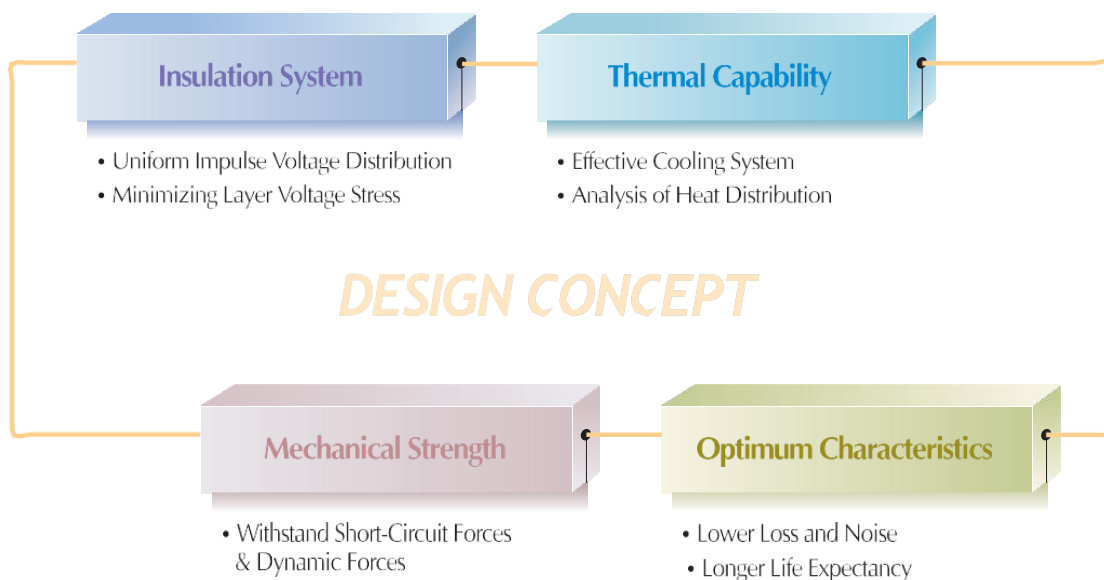 Insulation System
• Uniform Impulse Voltage Distribution
• Minimizing Layer Voltage Stress
Thermal Capability
• Effective Cooling System
• Analysis of Heat Distribution
DESIGN CONCEPT
Mechanical Strength
• Withstand Short-Circuit Forces
& Dynamic Forces
Optimum Characteristics
• Lower Loss and Noise
• Longer Life Expectancy